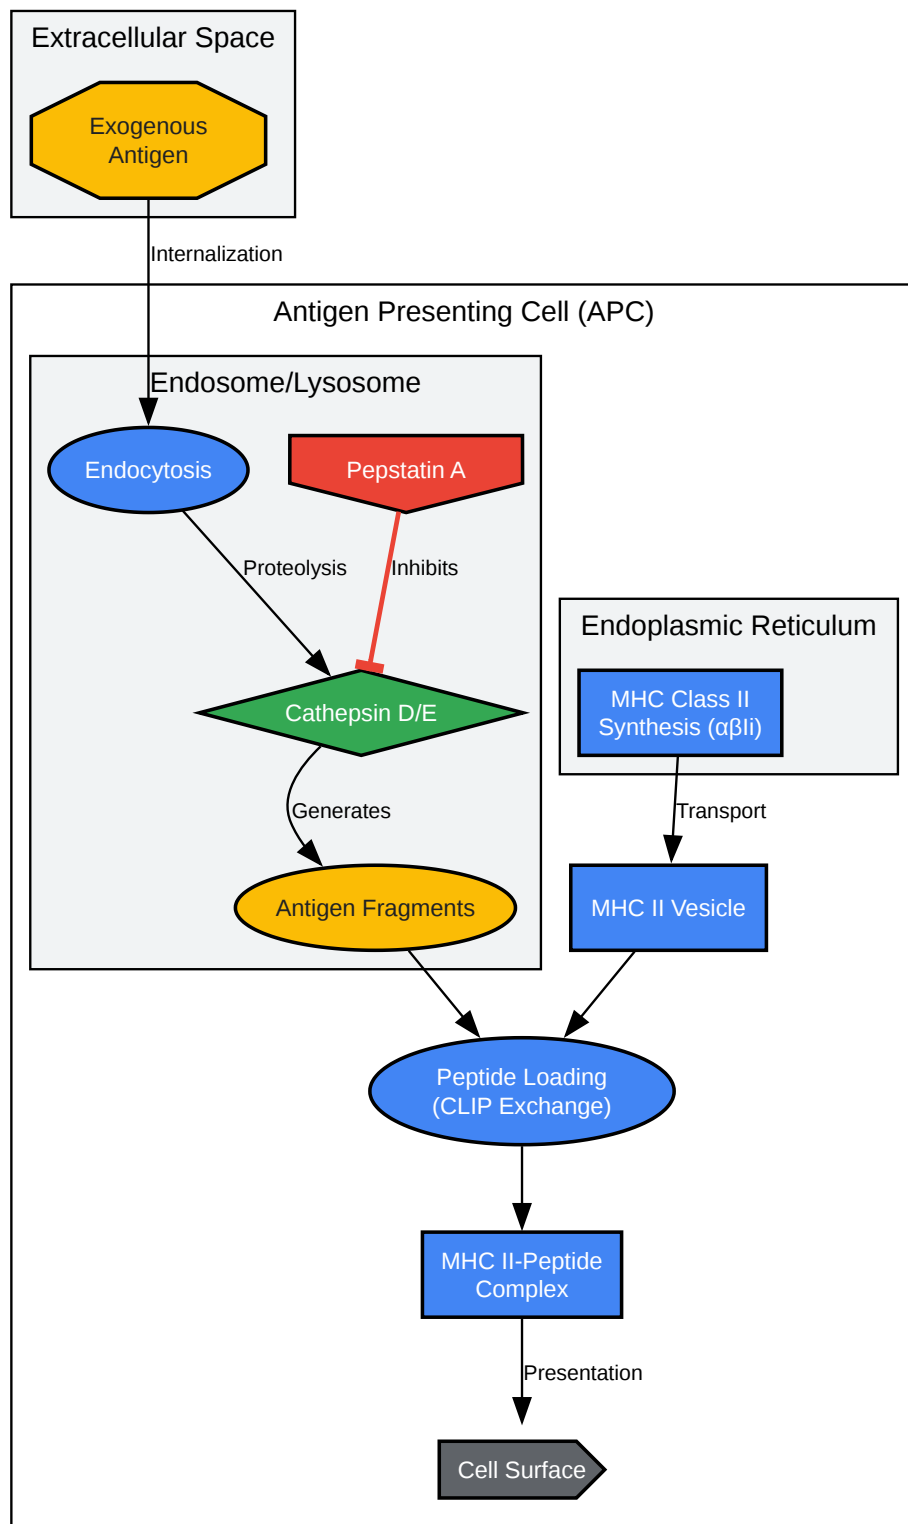 Extracellular Space
Exogenous
Antigen
Internalization
Antigen Presenting Cell (APC)
Endosome/Lysosome
Endocytosis
Pepstatin A
Proteolysis
Inhibits
Endoplasmic Reticulum
Cathepsin D/E
MHC Class II
Synthesis (αβIi)
Generates
Transport
Antigen Fragments
MHC II Vesicle
Peptide Loading
(CLIP Exchange)
MHC II-Peptide
Complex
Presentation
Cell Surface